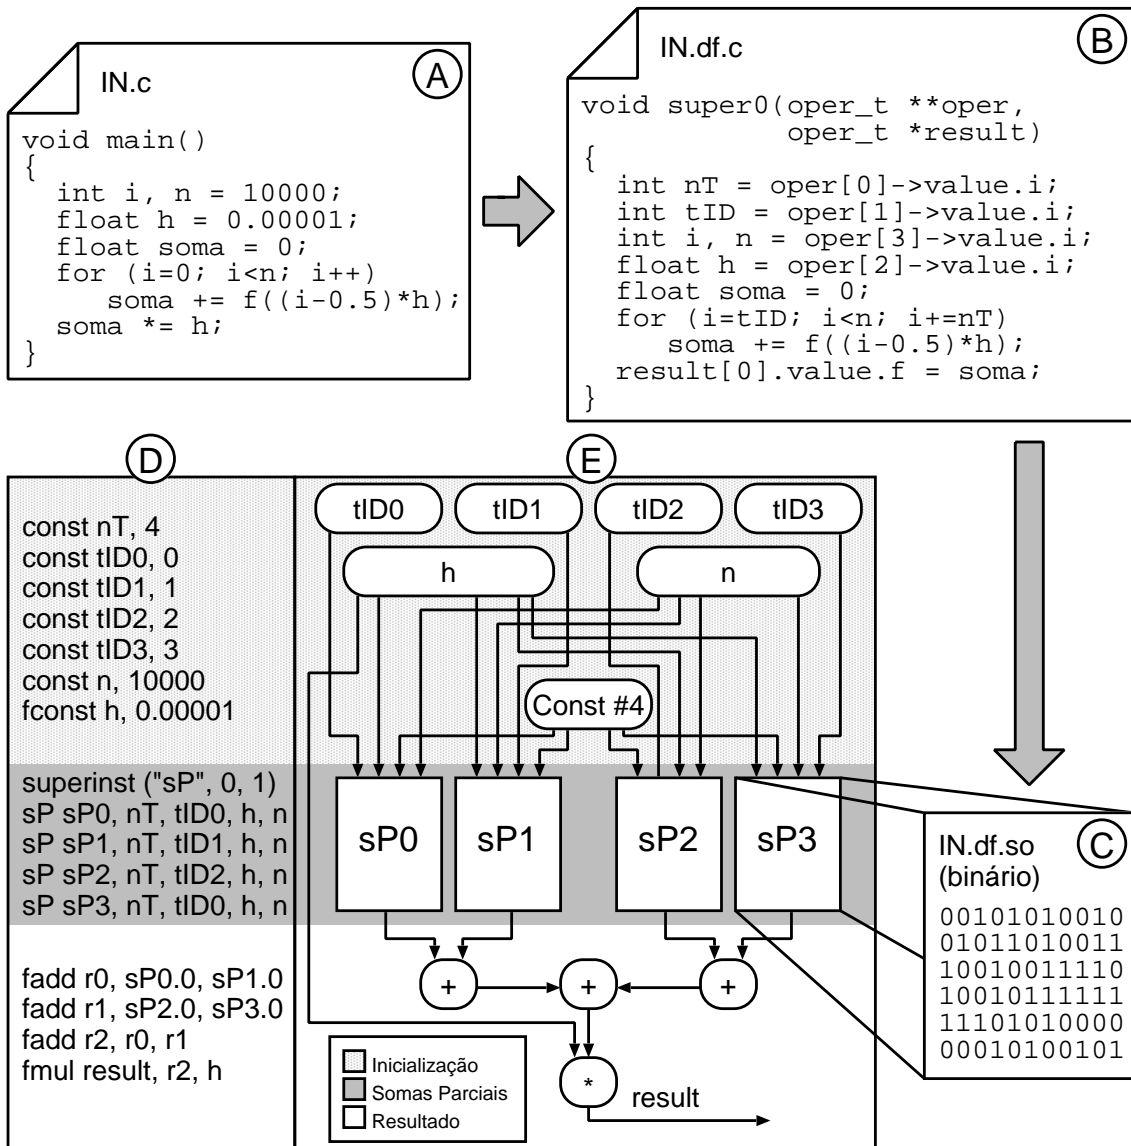 IN.c
A
void main()
{
int i, n = 10000;
float h = 0.00001;
float soma = 0;
for (i=0; i<n; i++)
soma += f((i-0.5)*h);
soma *= h;
}
IN.df.c
B
void super0(oper_t **oper,
oper_t *result)
{
int nT = oper[0]->value.i;
int tID = oper[1]->value.i;
int i, n = oper[3]->value.i;
float h = oper[2]->value.i;
float soma = 0;
for (i=tID; i<n; i+=nT)
soma += f((i-0.5)*h);
result[0].value.f = soma;
}
D
const nT, 4
const tID0, 0
const tID1, 1
const tID2, 2
const tID3, 3
const n, 10000
fconst h, 0.00001
superinst ("sP", 0, 1)
sP sP0, nT, tID0, h, n
sP sP1, nT, tID1, h, n
sP sP2, nT, tID2, h, n
sP sP3, nT, tID0, h, n
fadd r0, sP0.0, sP1.0
fadd r1, sP2.0, sP3.0
fadd r2, r0, r1
fmul result, r2, h
E
tID0 tID1 tID2 tID3
h n
Const #4
sP0 sP1 sP2 sP3
+ + +
*
result
Inicialização
Somas Parciais
Resultado
IN.df.so
C
(binário)
00101010010
01011010011
10010011110
10010111111
11101010000
00010100101